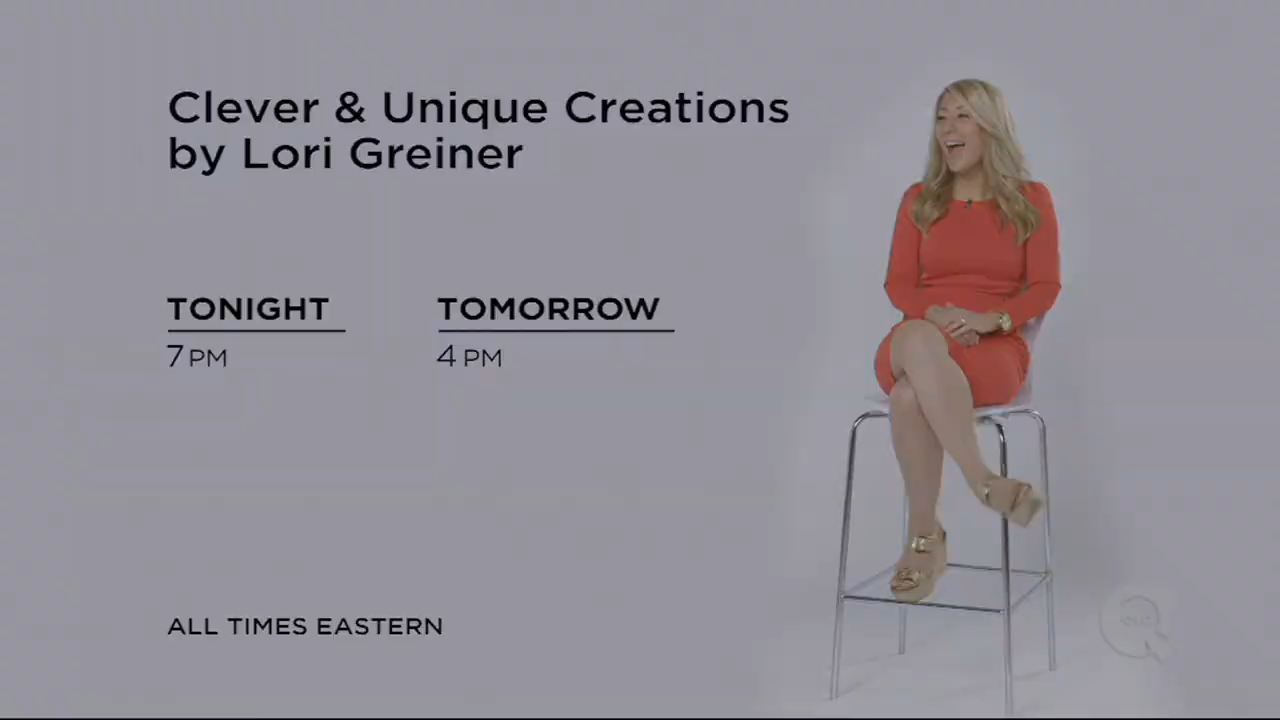 Clever & Unique Creations
by Lori Greiner
TONIGHT
TOMORROW
7 PM
4 PM
ALL TIMES EASTERN